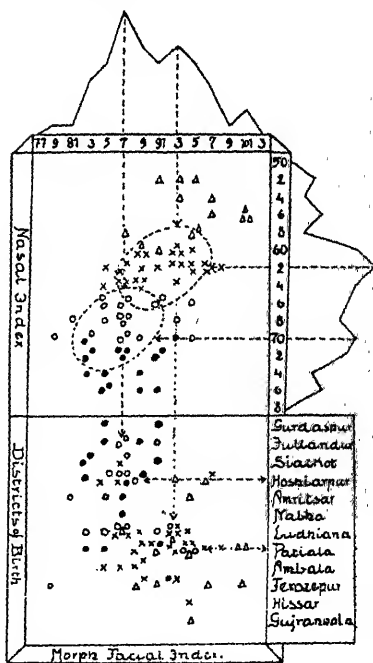 77 9 81 3 5 7 9 91 3 5 7 9 101 3
50
2
4
6
8
60
2
4
6
8
70
2
4
6
8
Nasal Index
Districts of Birth
Gurdaspur
Jullandur
Sialkot
Hoshiarpur
Amritsar
Nabha
Ludhiana
Patiala
Ambala
Ferozepur
Hissar
Gujranwala
Morph Facial Index.